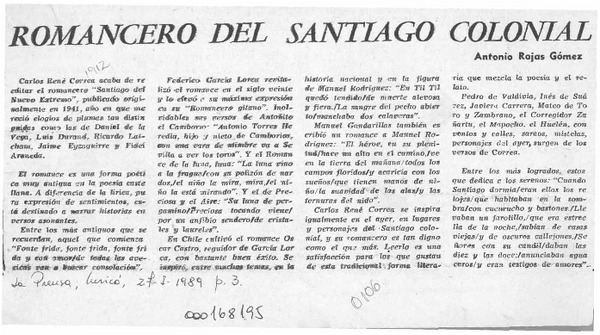 ROMANCERO DEL SANTIAGO COLONIAL
Antonio Rojas Gómez
1912
Carlos René Correa acaba de re
editar el romancero "Santiago del
Nuevo Extremo", publicado origi-
nalmente en 1941, año en que me
reció elogios de plumas tan distin
guidas como las de Daniel de la
Vega, Luis Durand, Ricardo Lat-
cham, Jaime Eyzaguirre y Fidel
Araneda.
El romance es una forma poéti
ca muy antigua en la poesía caste
llana. A diferencia de la lírica, pu
ra expresión de sentimientos, es-
tá destinado a narrar historias en
versos asonantes.
Entre los más antiguos que se
recuerdan, aquel que comienza
"Fonte frida, fonte frida, fonte fri
da y con amor/de todas las ave-
cicas van a buscar consolación".
Federico García Lorca revitali-
zó el romance en el siglo veinte
y lo elevó a su máxima expresión
en su "Romancero gitano". Inol-
vidables sus versos de Antoñito
el Camborio: "Antonio Torres He
redia, hijo y nieto de Camborios,
con una vara de mimbre va a Se
villa a ver los toros". Y el Roman
ce de la luna, luna: "La luna vino
a la fragua/con ya polizón de nar
dos,/el niño la mira, mira,/el ni
ño la está mirando". Y el de Pre
ciosa y el Aire: "Su luna de per-
gamino/Preciosa tocando viene/
por un anfibio sendero/de crista-
les y laureles".
En Chile cultivó el romance Os
car Castro, seguidor de García Lor
ca, con bastante buen éxito. Se
inspiró, entre muchos temas, en la
historia nacional y en la figura
de Manuel Rodríguez: "En Til Til
quedó tendido/de muerte alevosa
y fiera./La sangre del pecho abier
to/manchaba dos calaveras".
Manuel Gandarillas también es
cribió un romance a Manuel Ro-
dríguez: "El héroe, en su pleni-
tud/hace un alto en el camino/ce
en la tierra del mañana/todos los
campos floridos/y acaricia con los
sueños/que tienen manos de ni-
ño/la suavidad de las alas/y las
ternuras del nido".
Carlos René Correa se inspira
igualmente en el ayer, en lugares
y personajes del Santiago colo-
nial, y su romancero es tan digno
como el que más. Leerlo es una
satisfacción para los que gustan
de esta tradicional forma litera-
ria que mezcla la poesía y el rela-
to.
Pedro de Valdivia, Inés de Suá
rez, Javiera Carrera, Mateo de To
ro y Zambrano, el Corregidor Za
ñartu, el Mapocho, el Huelén, con
ventos y calles, santos, mistelas,
personajes del ayer, surgen de
los versos de Correa.
Entre los más logrados, están
que dedica a los serenos: "Cuando
Santiago dormía/eran ellos los re
lojes/que habitaban en la som-
bra/con cucurucho y bastones./Lle
vaban un farolillo,/que era estre
lla de la noche,/sabían de casas
viejas/y de oscuros callejones./Se
ñores con su candil/daban las
diez y las doce;/anunciaban agua
ceros/y eran testigos de amores".
La Prensa, Curicó, 27-I-1989 p. 3.
0106
000168195